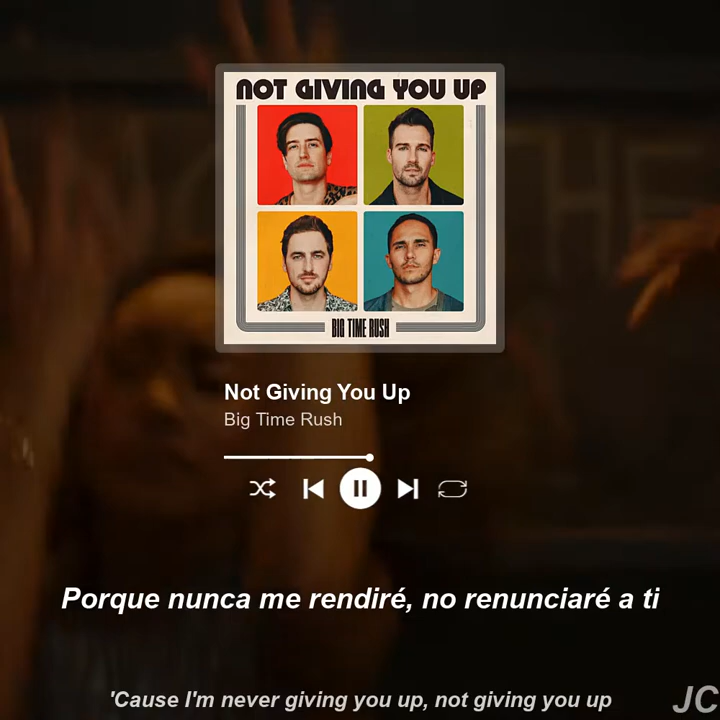 NOT GIVING YOU UP
BIG TIME RUSH
Not Giving You Up
Big Time Rush
Porque nunca me rendiré, no renunciaré a ti
'Cause I'm never giving you up, not giving you up
JC